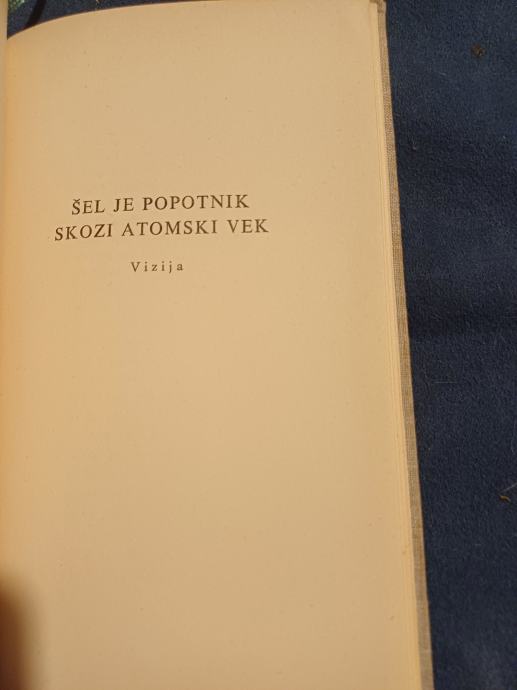 ŠEL JE POPOTNIK
SKOZI ATOMSKI VEK
Vizija